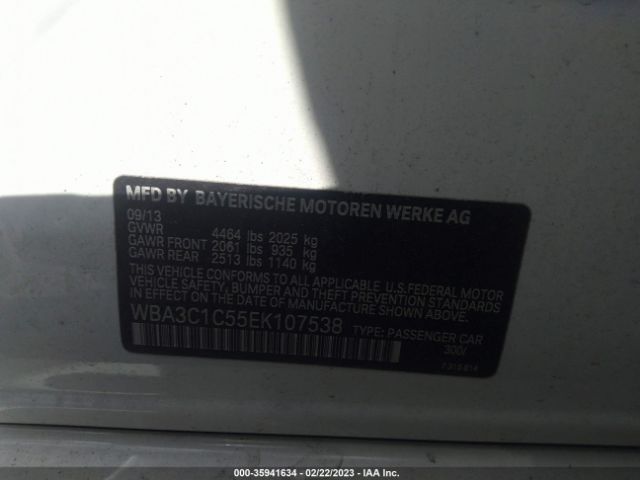 MFD BY BAYERISCHE MOTOREN WERKE AG
09/13
GVWR 4464 lbs 2025 kg
GAWR FRONT 2061 lbs 935 kg
GAWR REAR 2513 lbs 1140 kg
THIS VEHICLE CONFORMS TO ALL APPLICABLE U.S.FEDERAL MOTOR
VEHICLE SAFETY, BUMPER AND THEFT PREVENTION STANDARDS
IN EFFECT ON THE DATE OF MANUFACTURE SHOWN ABOVE.
WBA3C1C55EK107538 TYPE: PASSENGER CAR
300/
000-35941634 - 02/22/2023 - IAA Inc.